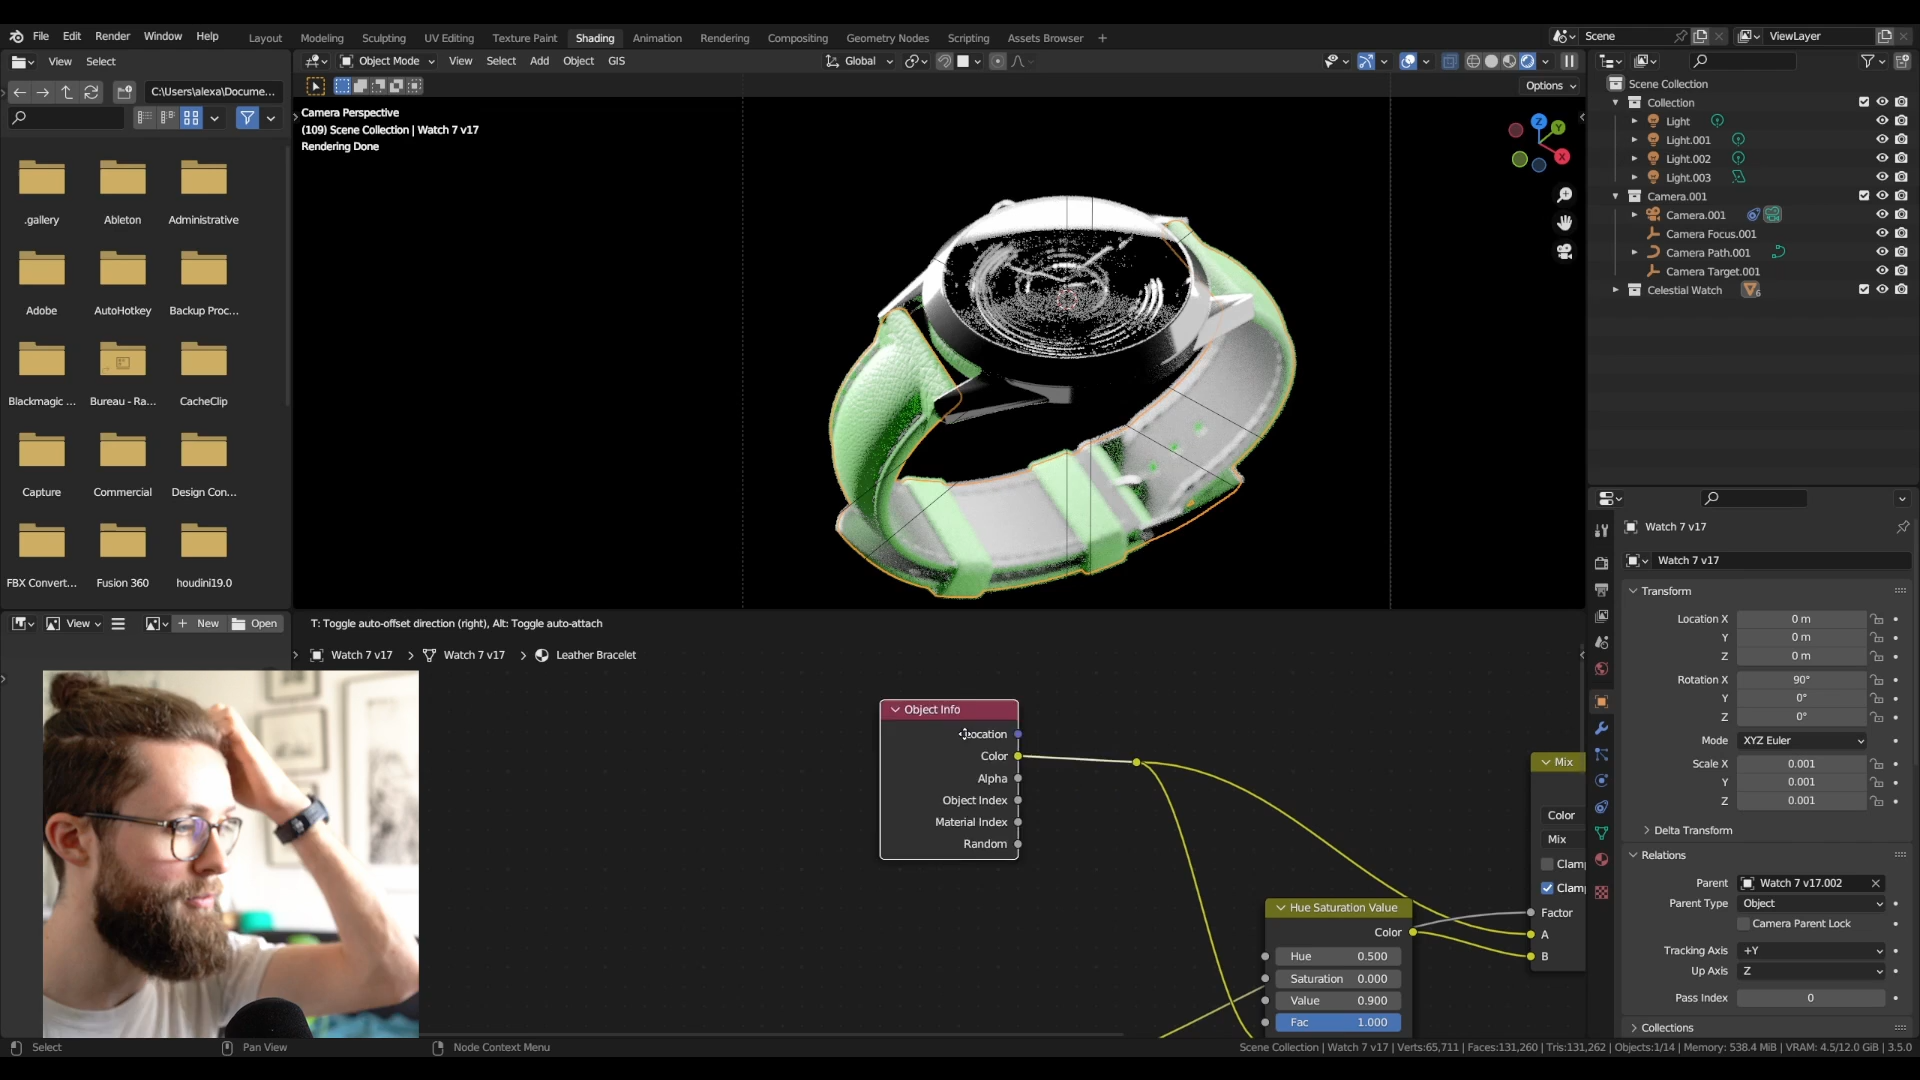 File Edit Render Window Help
Layout Modeling Sculpting UV Editing Texture Paint Shading Animation Rendering Compositing Geometry Nodes Scripting Asset Browser +
Scene
ViewLayer
View Select
Object Mode View Select Add Object GIS
Global
C:\Users\alexa\Docume...
Options
Camera Perspective
(109) Scene Collection | Watch 7 v17
Rendering Done
Z
Y
X
.gallery Ableton Administrative
Adobe AutoHotkey Backup Proc...
Blackmagic ... Bureau - Ra... CacheClip
Capture Commercial Design Con...
FBX Convert... Fusion 360 houdini19.0
Scene Collection
Collection
Light
Light.001
Light.002
Light.003
Camera.001
Camera.001
Camera Focus.001
Camera Path.001
Camera Target.001
Celestial Watch 6
View + New Open
T: Toggle auto-offset direction (right), Alt: Toggle auto-attach
Watch 7 v17 > Watch 7 v17 > Leather Bracelet
Object Info
Location
Color
Alpha
Object Index
Material Index
Random
Hue Saturation Value
Color
Hue 0.500
Saturation 0.000
Value 0.900
Fac 1.000
Mix
Color
Mix
Clamp
Clamp
Factor
A
B
Watch 7 v17
Watch 7 v17
Transform
Location X 0 m
Y 0 m
Z 0 m
Rotation X 90°
Y 0°
Z 0°
Mode XYZ Euler
Scale X 0.001
Y 0.001
Z 0.001
Delta Transform
Relations
Parent Watch 7 v17.002
Parent Type Object
Camera Parent Lock
Tracking Axis +Y
Up Axis Z
Pass Index 0
Collections
Select Pan View Node Context Menu
Scene Collection | Watch 7 v17 | Verts:65,711 | Faces:131,260 | Tris:131,262 | Objects:1/14 | Memory: 538.4 MiB | VRAM: 4.5/12.0 GiB | 3.5.0